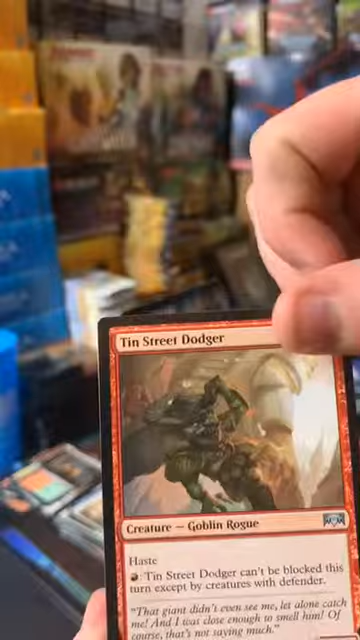 Tin Street Dodger
Creature — Goblin Rogue
Haste
: Tin Street Dodger can't be blocked this
turn except by creatures with defender.
"That giant didn't even see me, let alone catch
me! And I was close enough to smell him! Of
course, that's not saying much."